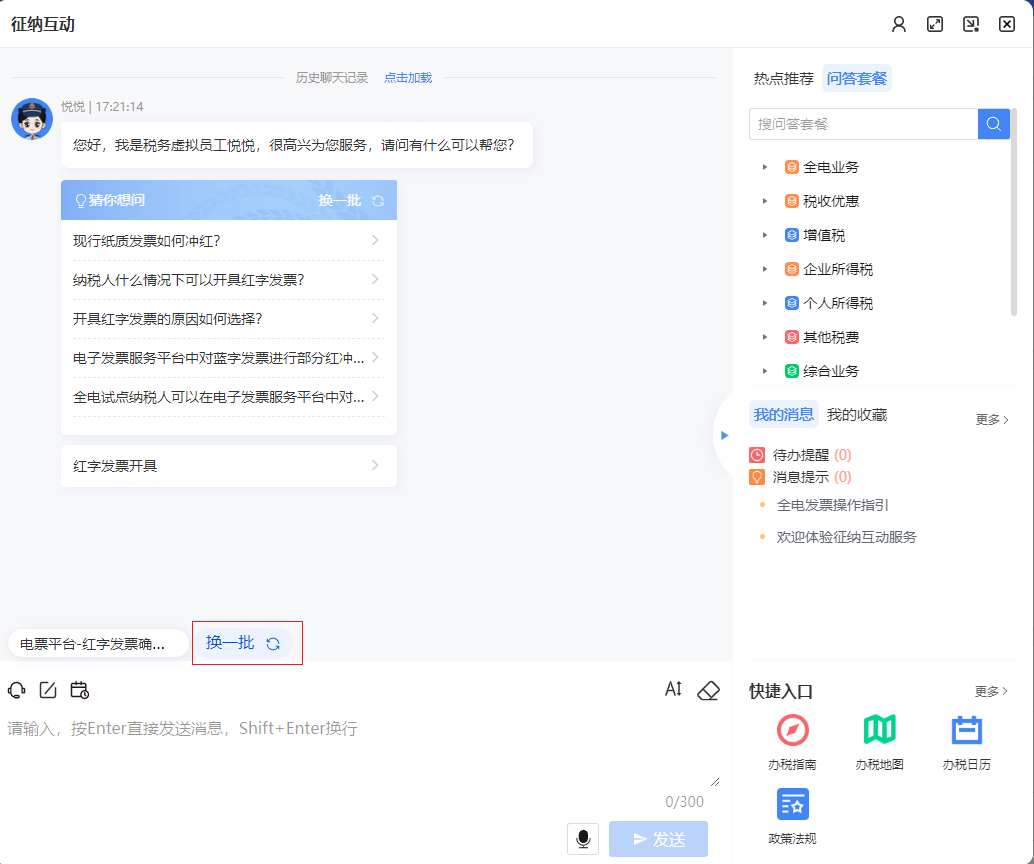 征纳互动
历史聊天记录 点击加载
悦悦 | 17:21:14
您好，我是税务虚拟员工悦悦，很高兴为您服务，请问有什么可以帮您？
猜你想问 换一批
现行纸质发票如何冲红？
纳税人什么情况下可以开具红字发票？
开具红字发票的原因如何选择？
电子发票服务平台中对蓝字发票进行部分红冲...
全电试点纳税人可以在电子发票服务平台中对...
红字发票开具
电票平台-红字发票确...
换一批
请输入，按Enter直接发送消息，Shift+Enter换行
0/300
发送
热点推荐 问答套餐
搜问答套餐
全电业务
税收优惠
增值税
企业所得税
个人所得税
其他税费
综合业务
我的消息 我的收藏 更多
待办提醒 (0)
消息提示 (0)
全电发票操作指引
欢迎体验征纳互动服务
快捷入口 更多
办税指南 办税地图 办税日历
政策法规